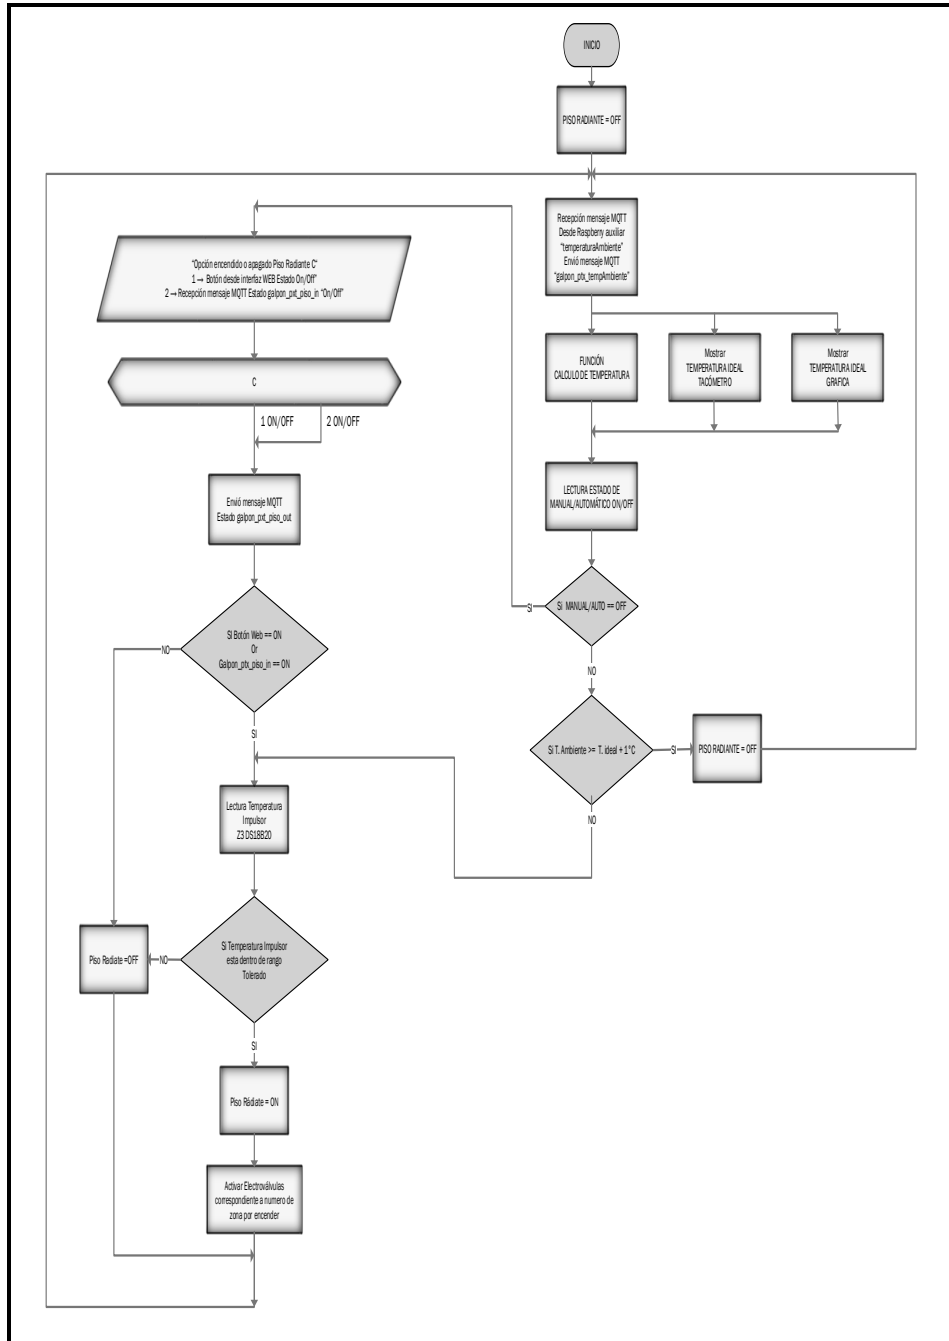 INICIO
PISO RADIANTE = OFF
Recepción mensaje MQTT
Desde Raspberry auxiliar
"temperaturaAmbiente"
Envió mensaje MQTT
"galpon_ptx_tempAmbiente"
FUNCIÓN
CALCULO DE TEMPERATURA
Mostrar
TEMPERATURA IDEAL
TACÓMETRO
Mostrar
TEMPERATURA IDEAL
GRAFICA
LECTURA ESTADO DE
MANUAL/AUTOMÁTICO ON/OFF
Si MANUAL/AUTO == OFF
SI
NO
Si T. Ambiente >= T. ideal + 1°C
SI
PISO RADIANTE = OFF
NO
"Opción encendido o apagado Piso Radiante C"
1 → Botón desde interfaz WEB Estado On/Off"
2 → Recepción mensaje MQTT Estado galpon_pxt_piso_in "On/Off"
C
1 ON/OFF
2 ON/OFF
Envió mensaje MQTT
Estado galpon_pxt_piso_out
SI Botón Web == ON
Or
Galpon_ptx_piso_in == ON
NO
SI
Lectura Temperatura
Impulsor
Z3 DS18B20
SI Temperatura Impulsor
esta dentro de rango
Tolerado
NO
Piso Radiate =OFF
SI
Piso Rádiate = ON
Activar Electroválvulas
correspondiente a numero de
zona por encender